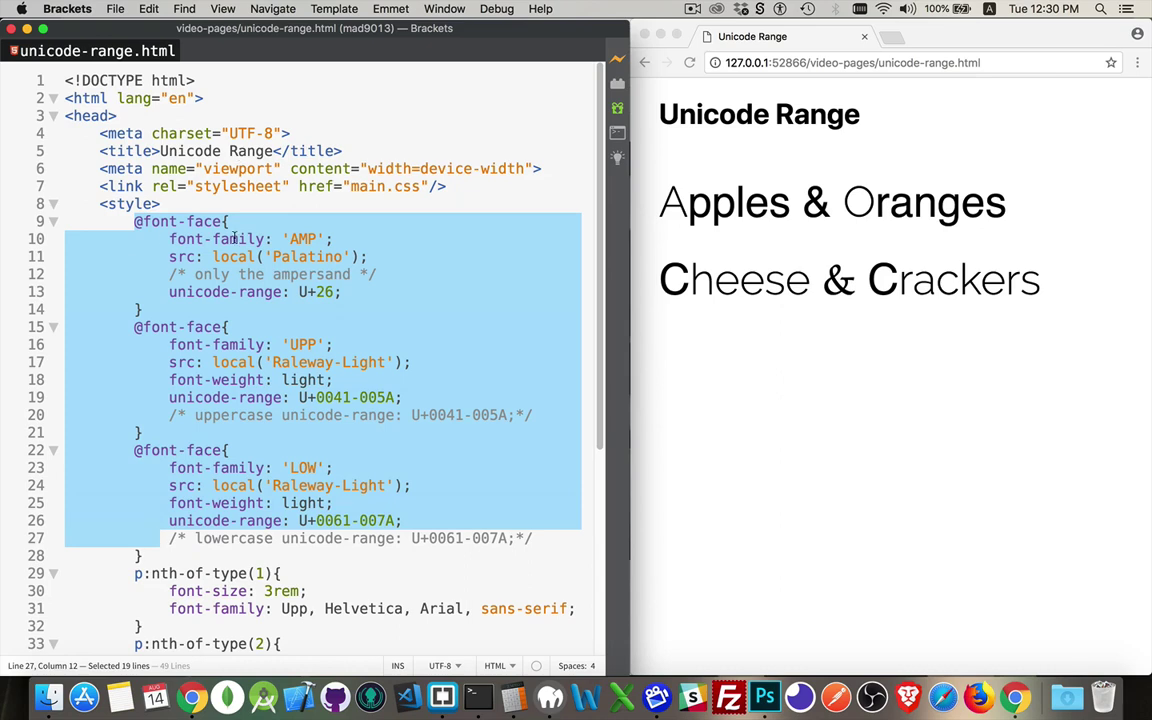 Brackets File Edit Find View Navigate Template Emmet Window Debug Help 100% A Tue 12:30 PM
video-pages/unicode-range.html (mad9013) — Brackets
unicode-range.html
1 <!DOCTYPE html>
2 <html lang="en">
3 <head>
4 <meta charset="UTF-8">
5 <title>Unicode Range</title>
6 <meta name="viewport" content="width=device-width">
7 <link rel="stylesheet" href="main.css"/>
8 <style>
9 @font-face{
10 font-family: 'AMP';
11 src: local('Palatino');
12 /* only the ampersand */
13 unicode-range: U+26;
14 }
15 @font-face{
16 font-family: 'UPP';
17 src: local('Raleway-Light');
18 font-weight: light;
19 unicode-range: U+0041-005A;
20 /* uppercase unicode-range: U+0041-005A;*/
21 }
22 @font-face{
23 font-family: 'LOW';
24 src: local('Raleway-Light');
25 font-weight: light;
26 unicode-range: U+0061-007A;
27 /* lowercase unicode-range: U+0061-007A;*/
28 }
29 p:nth-of-type(1){
30 font-size: 3rem;
31 font-family: Upp, Helvetica, Arial, sans-serif;
32 }
33 p:nth-of-type(2){
Line 27, Column 12 — Selected 19 lines — 49 Lines INS UTF-8 HTML Spaces: 4
Unicode Range
127.0.0.1:52866/video-pages/unicode-range.html
Unicode Range
Apples & Oranges
Cheese & Crackers
AUG
14